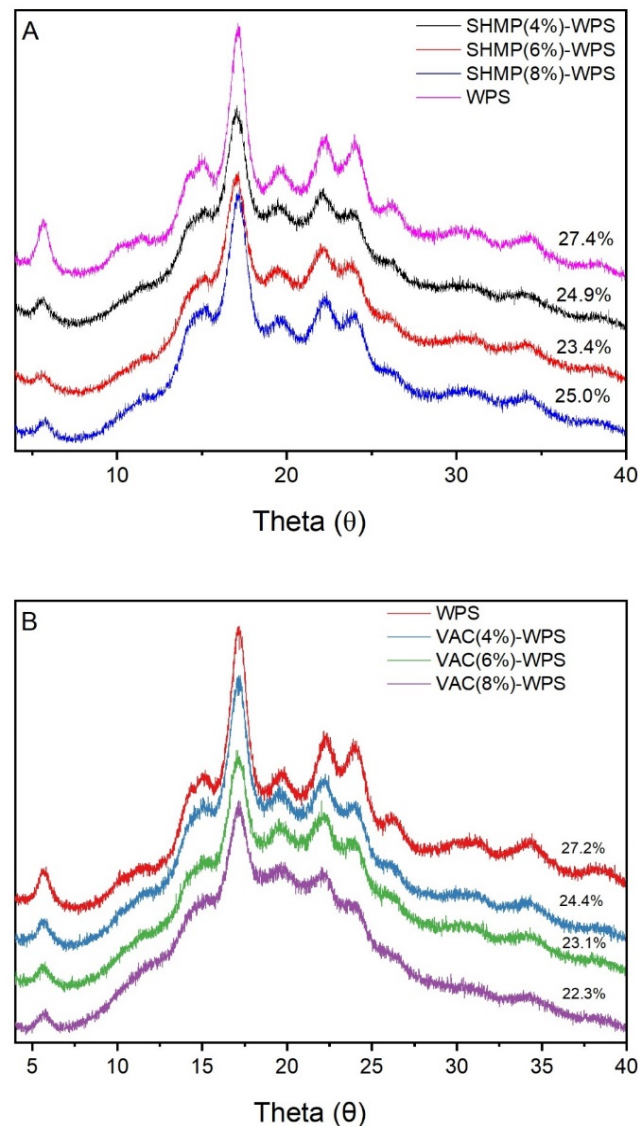 A
SHMP(4%)-WPS
SHMP(6%)-WPS
SHMP(8%)-WPS
WPS
27.4%
24.9%
23.4%
25.0%
10 20 30 40
Theta (θ)
B
WPS
VAC(4%)-WPS
VAC(6%)-WPS
VAC(8%)-WPS
27.2%
24.4%
23.1%
22.3%
5 10 15 20 25 30 35 40
Theta (θ)